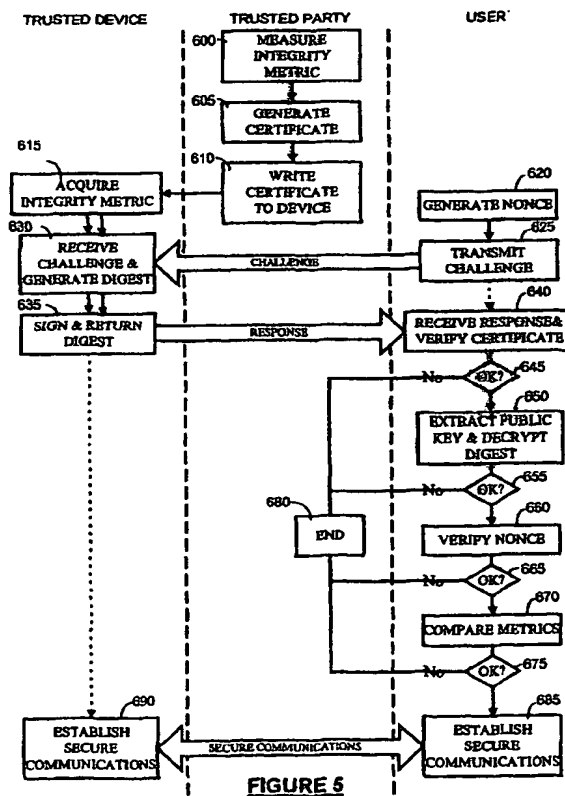 TRUSTED DEVICE
TRUSTED PARTY
USER
600
MEASURE
INTEGRITY
METRIC
605
GENERATE
CERTIFICATE
610
WRITE
CERTIFICATE
TO DEVICE
615
ACQUIRE
INTEGRITY METRIC
620
GENERATE NONCE
630
RECEIVE
CHALLENGE &
GENERATE DIGEST
625
TRANSMIT
CHALLENGE
CHALLENGE
635
SIGN & RETURN
DIGEST
RESPONSE
640
RECEIVE RESPONSE&
VERIFY CERTIFICATE
No
OK?
645
650
EXTRACT PUBLIC
KEY & DECRYPT
DIGEST
No
OK?
655
680
END
660
VERIFY NONCE
No
OK?
665
670
COMPARE METRICS
No
OK?
675
690
ESTABLISH
SECURE
COMMUNICATIONS
SECURE COMMUNICATIONS
685
ESTABLISH
SECURE
COMMUNICATIONS
FIGURE 5